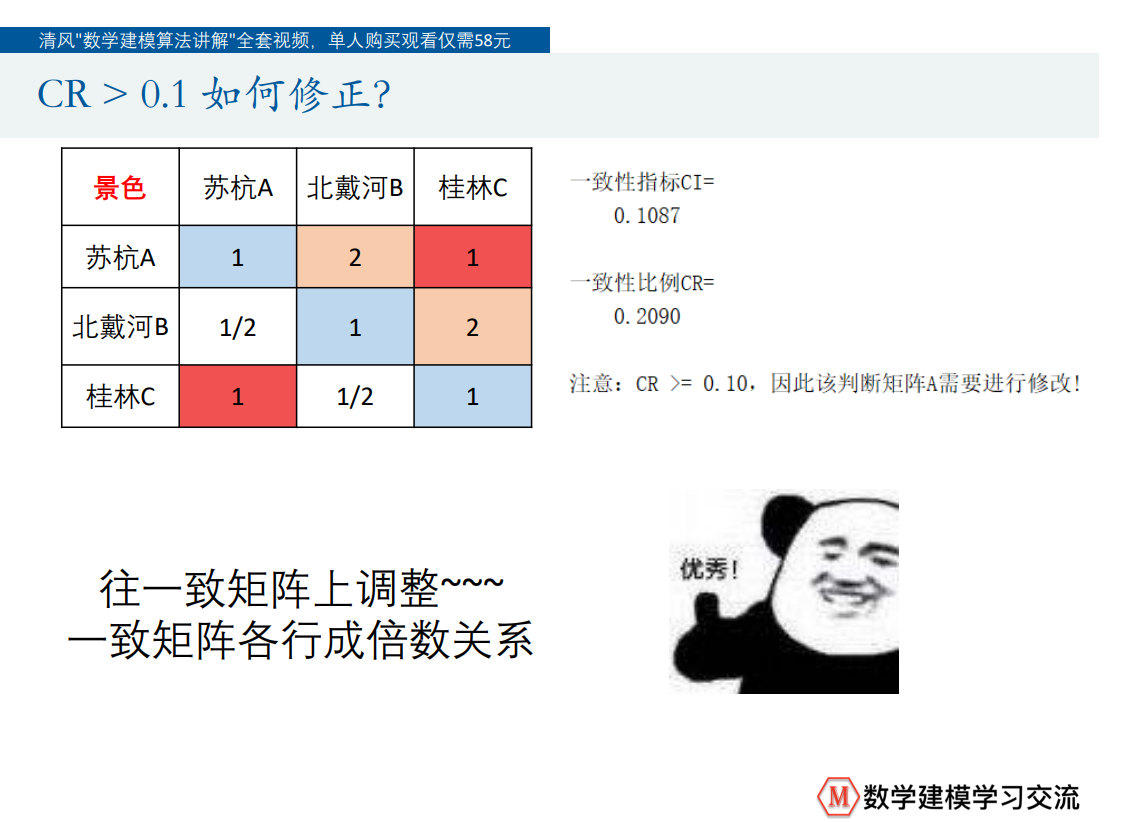 清风"数学建模算法讲解"全套视频，单人购买观看仅需58元
CR > 0.1 如何修正?
景色 苏杭A 北戴河B 桂林C
苏杭A 1 2 1
北戴河B 1/2 1 2
桂林C 1 1/2 1
一致性指标CI=
0.1087
一致性比例CR=
0.2090
注意：CR >= 0.10，因此该判断矩阵A需要进行修改!
优秀!
往一致矩阵上调整~~~
一致矩阵各行成倍数关系
M 数学建模学习交流